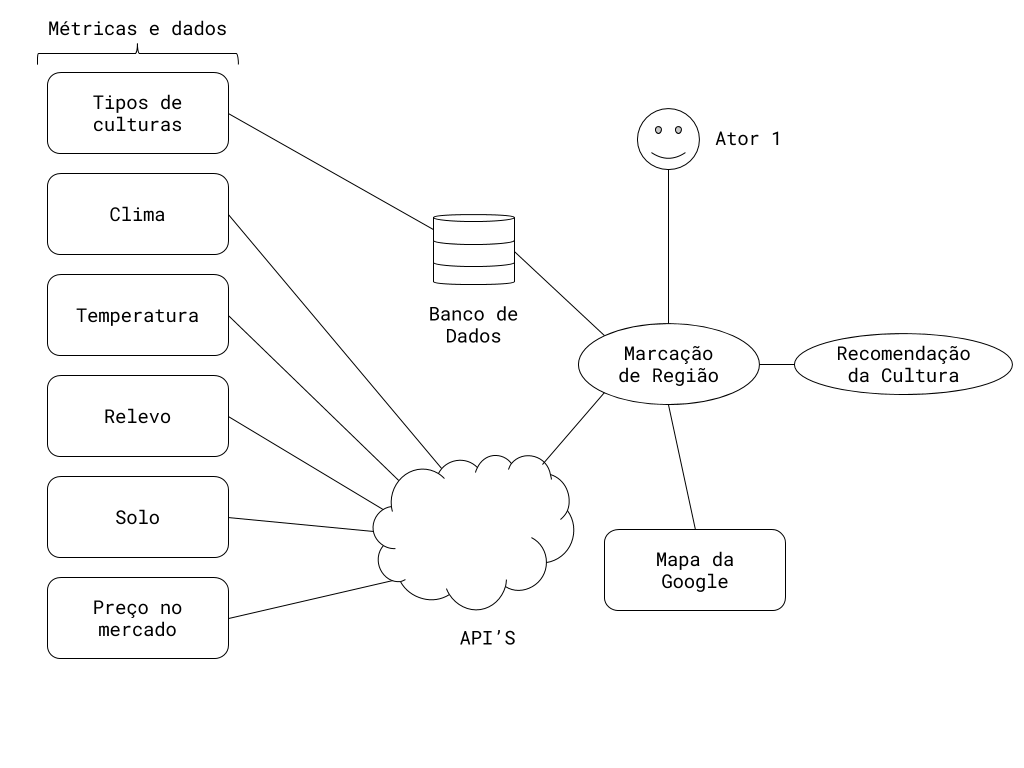 Métricas e dados
Tipos de
culturas
Clima
Temperatura
Relevo
Solo
Preço no
mercado
Banco de
Dados
API’S
Ator 1
Marcação
de Região
Recomendação
da Cultura
Mapa da
Google